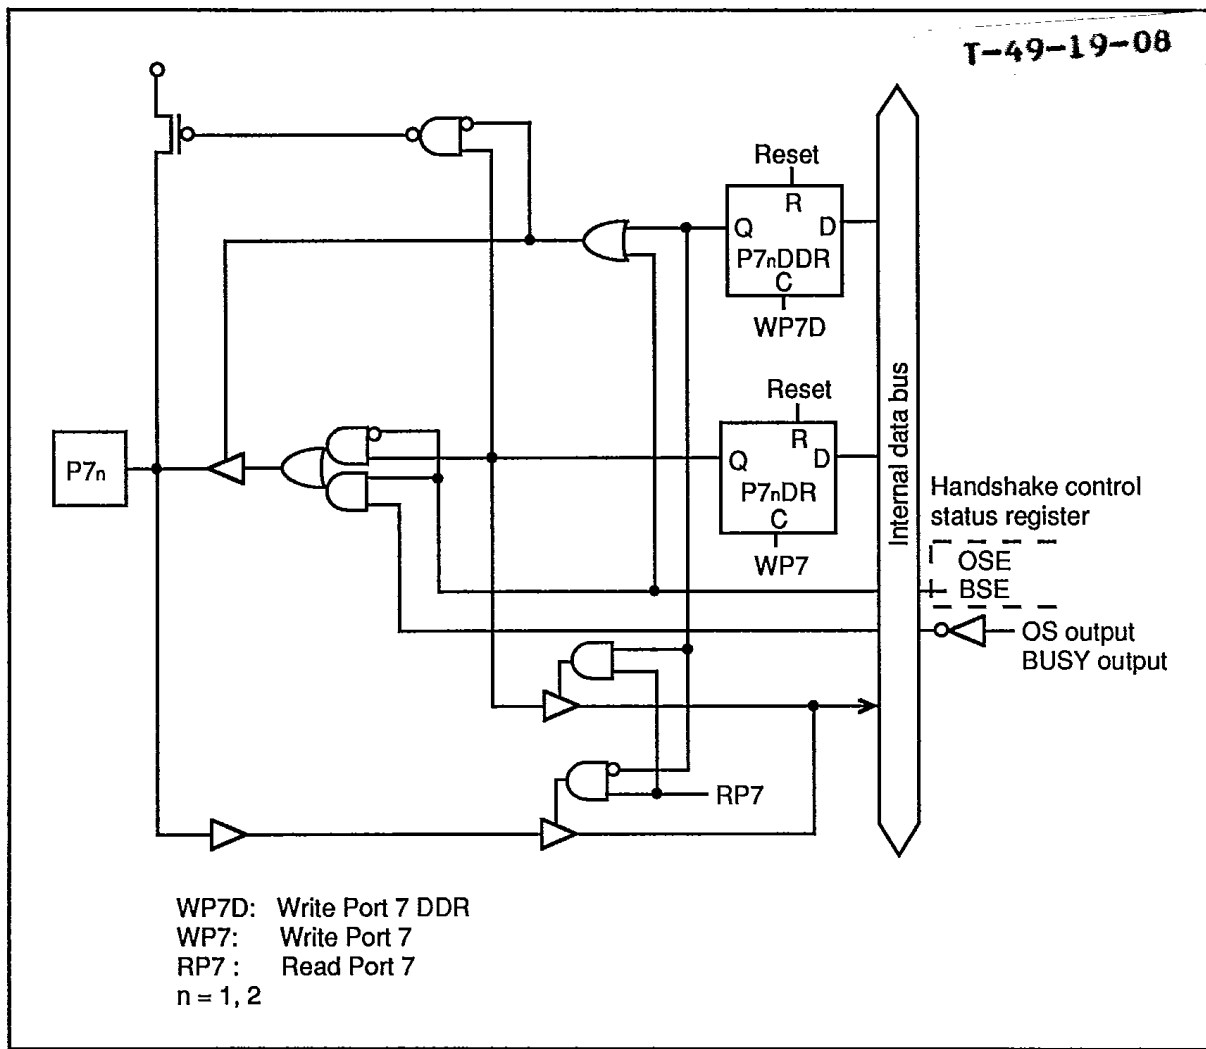 T-49-19-08
Reset
R
Q D
P7nDDR
C
WP7D
Reset
R
Q D
P7nDR
C
WP7
P7n
Internal data bus
Handshake control
status register
OSE
BSE
OS output
BUSY output
RP7
WP7D: Write Port 7 DDR
WP7: Write Port 7
RP7 : Read Port 7
n = 1, 2